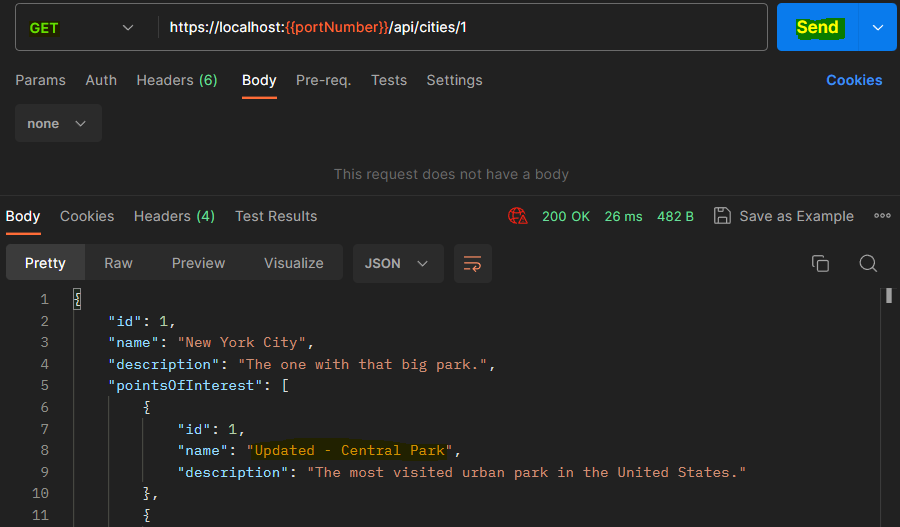 GET https://localhost:{{portNumber}}/api/cities/1 Send
Params Auth Headers (6) Body Pre-req. Tests Settings Cookies
none
This request does not have a body
Body Cookies Headers (4) Test Results 200 OK 26 ms 482 B Save as Example
Pretty Raw Preview Visualize JSON
1 {
2 "id": 1,
3 "name": "New York City",
4 "description": "The one with that big park.",
5 "pointsOfInterest": [
6 {
7 "id": 1,
8 "name": "Updated - Central Park",
9 "description": "The most visited urban park in the United States."
10 },
11 {